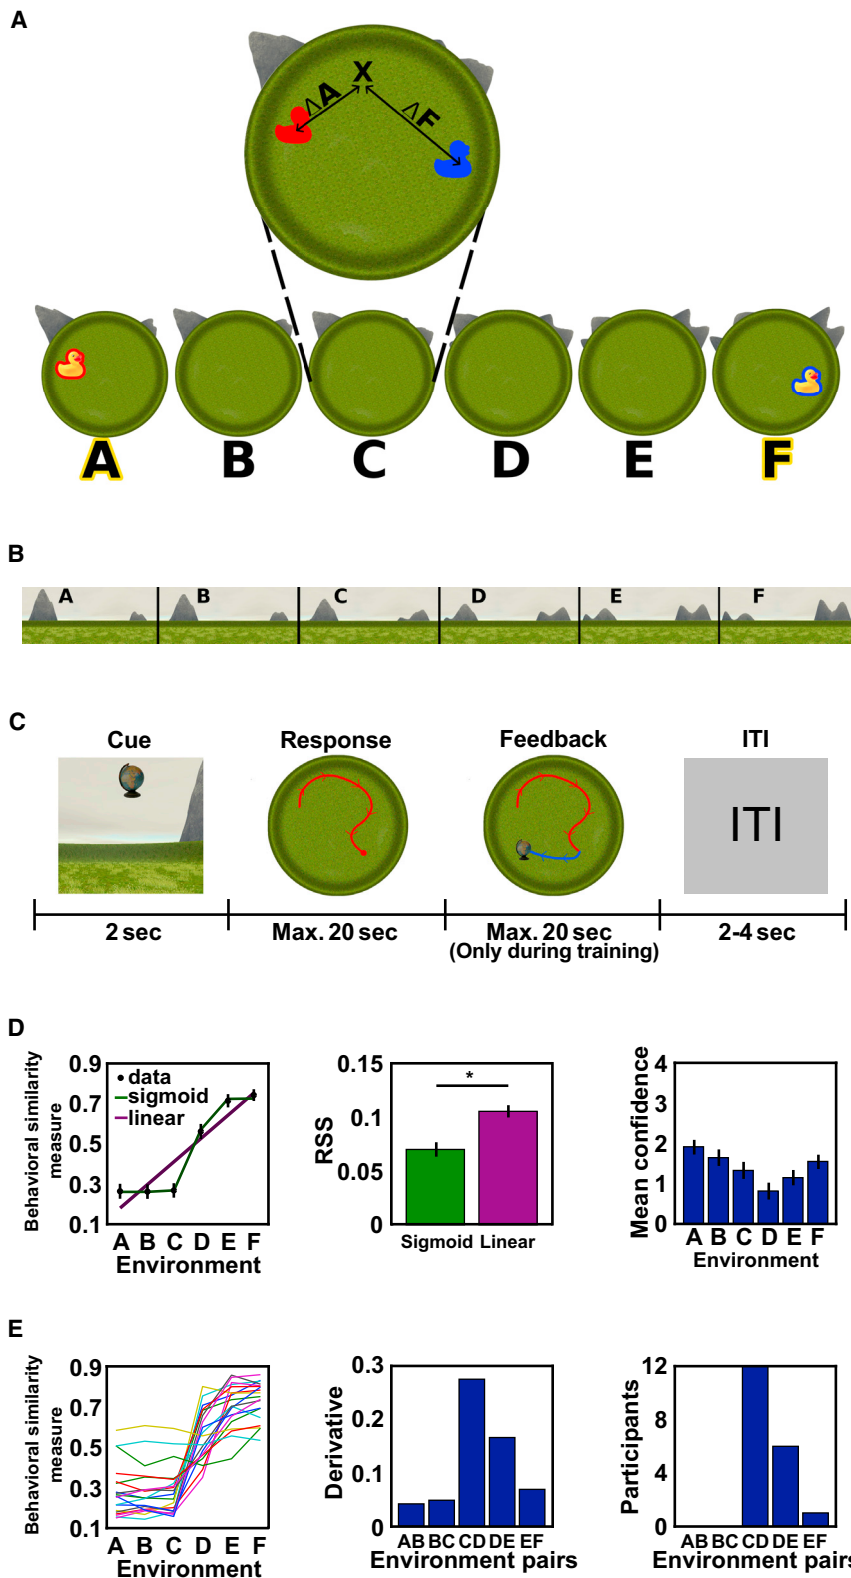 A
X
ΔA
ΔF
A B C D E F
B
A B C D E F
C
Cue Response Feedback ITI
ITI
2 sec Max. 20 sec Max. 20 sec 2-4 sec
(Only during training)
D
Behavioral similarity
measure
0.9
0.7
0.5
0.3
0.1
data
sigmoid
linear
A B C D E F
Environment
RSS
0.15
0.1
0.05
0
*
Sigmoid Linear
Mean confidence
4
3
2
1
0
A B C D E F
Environment
E
Behavioral similarity
measure
0.9
0.7
0.5
0.3
0.1
A B C D E F
Environment
Derivative
0.3
0.2
0.1
0
AB BC CD DE EF
Environment pairs
Participants
12
8
4
0
AB BC CD DE EF
Environment pairs